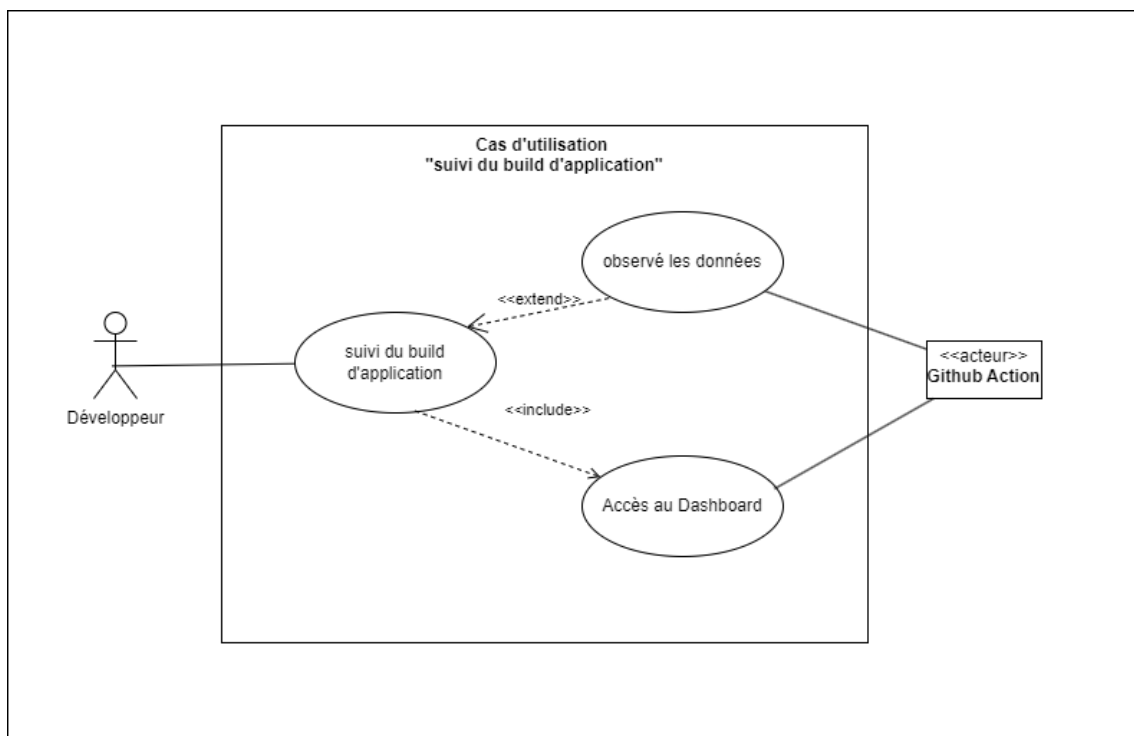 Cas d'utilisation
"suivi du build d'application"
observé les données
<<extend>>
suivi du build
d'application
<<acteur>>
Github Action
<<include>>
Développeur
Accès au Dashboard